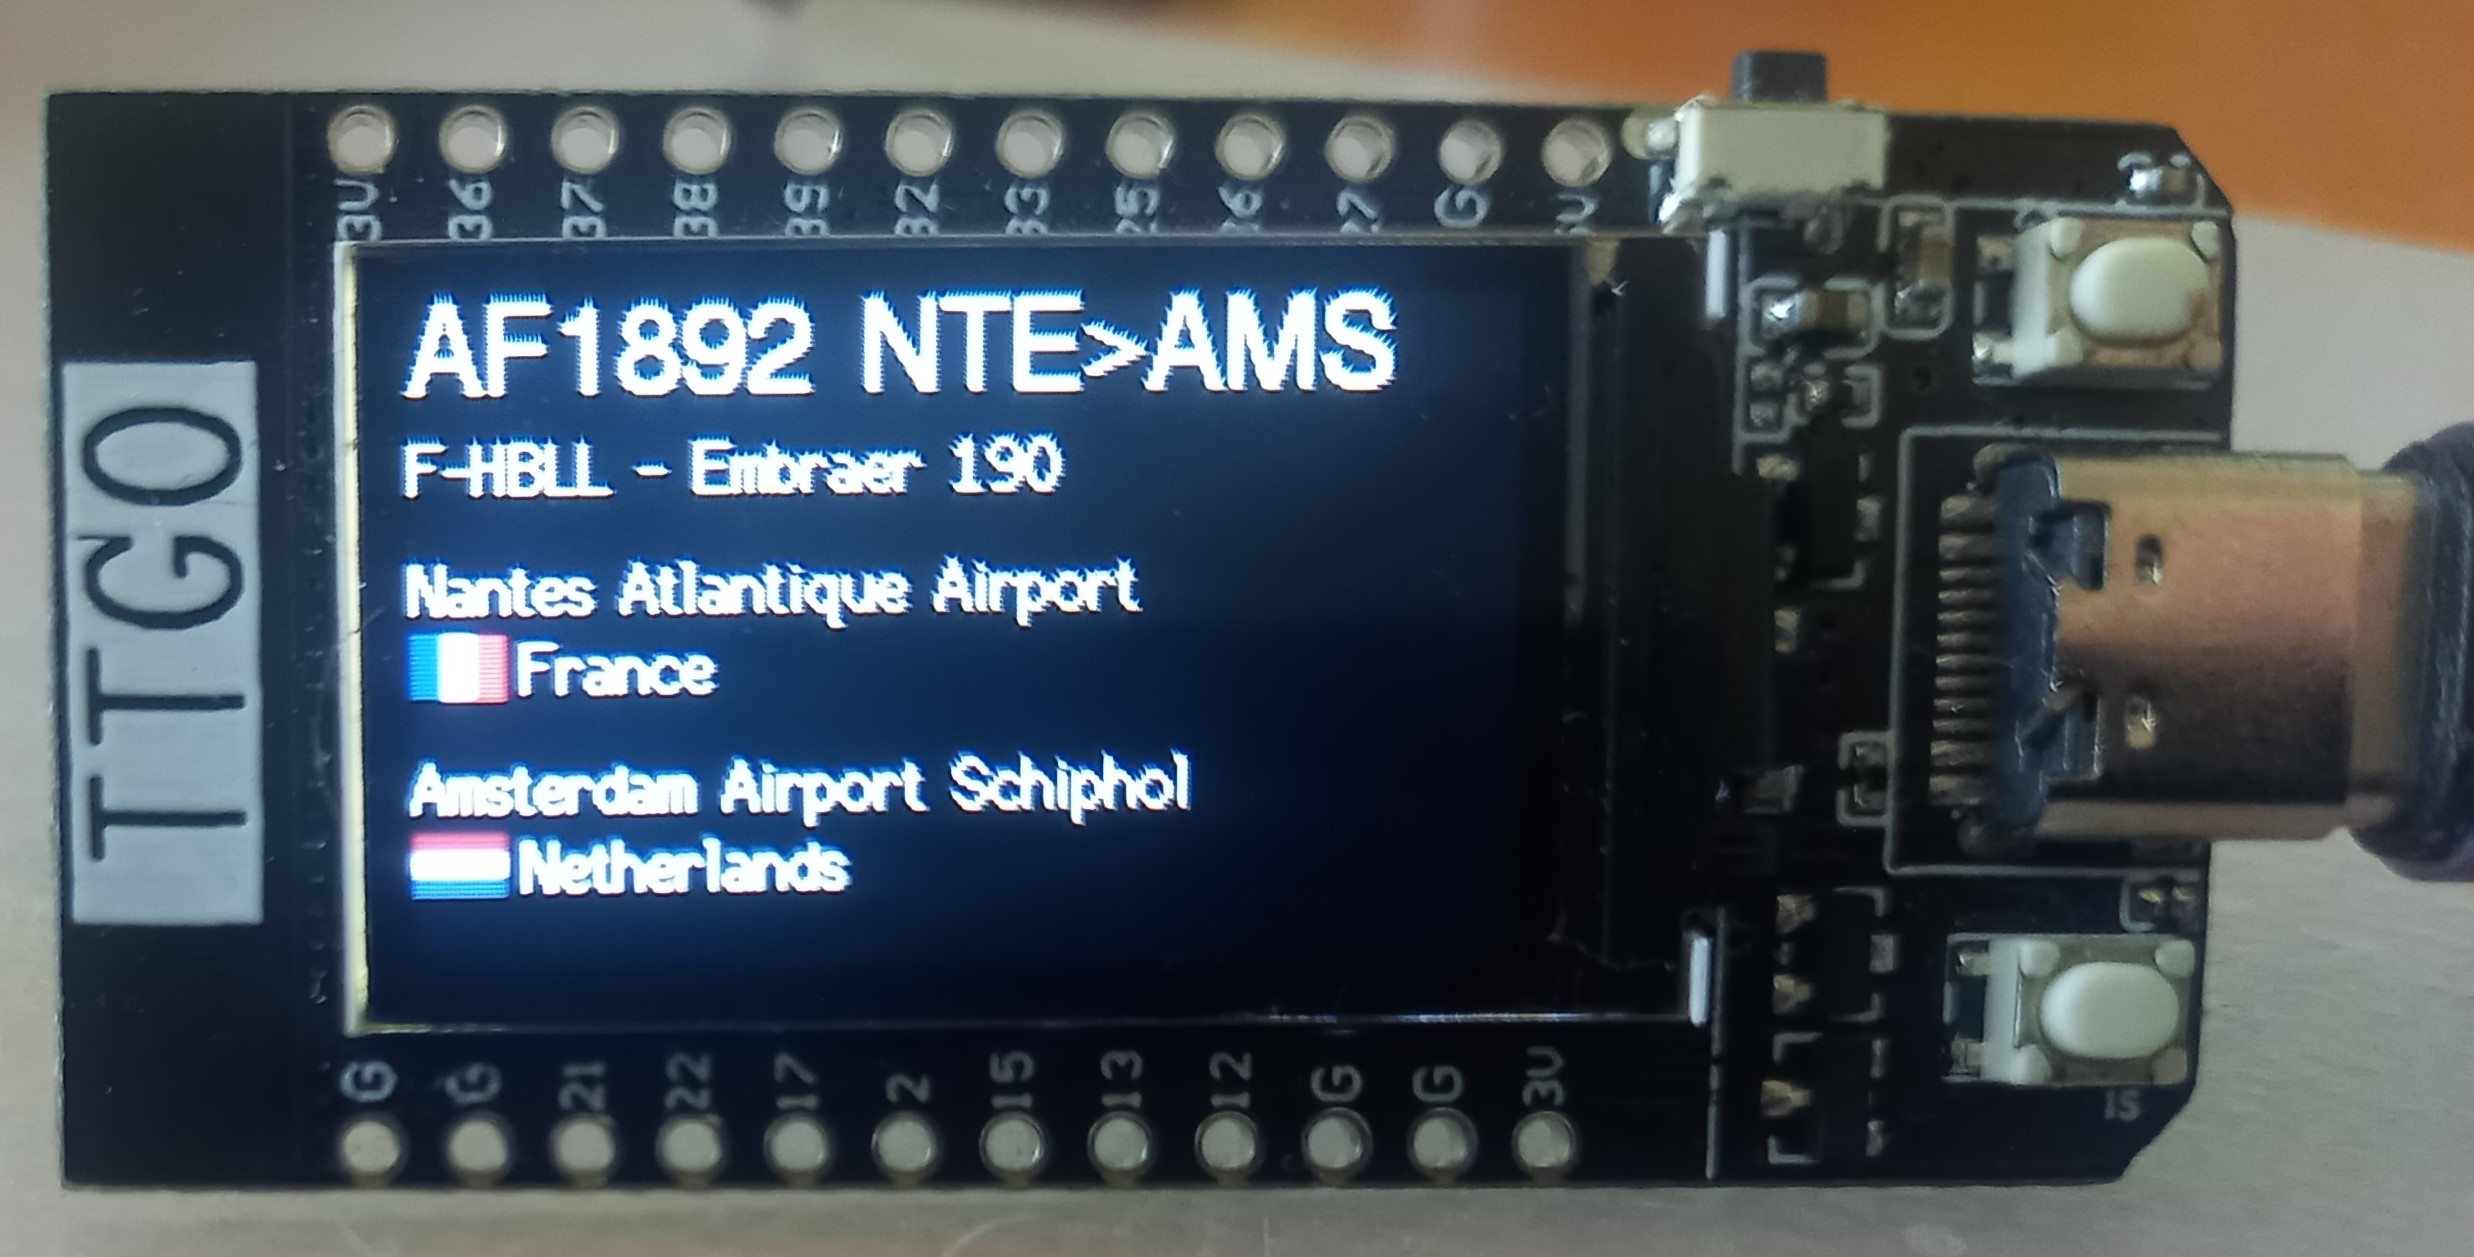 3V 36 37 38 39 32 33 25 26 27 G
TTGO
AF1892 NTE>AMS
F-HBLL - Embraer 190
Nantes Atlantique Airport
France
Amsterdam Airport Schiphol
Netherlands
G G 21 22 17 2 15 13 12 G G 3V